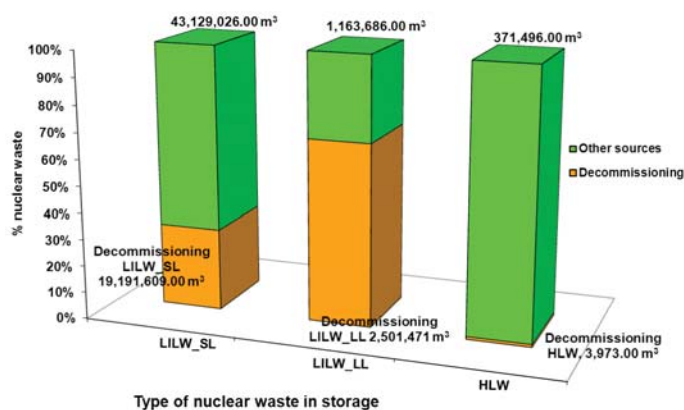 43,129,026.00 m³
1,163,686.00 m³
371,496.00 m³
100%
90%
80%
70%
60%
50%
40%
30%
20%
10%
0%
% nuclear waste
Other sources
Decommissioning
Decommissioning
LILW_SL
19,191,609.00 m³
Decommissioning
LILW_LL 2,501,471 m³
Decommissioning
HLW, 3,973.00 m³
LILW_SL
LILW_LL
HLW
Type of nuclear waste in storage